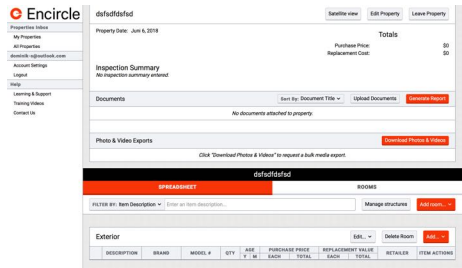 Encircle
Properties Inbox
My Properties
All Properties
dominik-s@outlook.com
Account Settings
Logout
Help
Learning & Support
Training Videos
Contact Us
dsfsdfdsfsd
Satellite view
Edit Property
Leave Property
Property Date: Jun 6, 2018
Totals
Purchase Price: $0
Replacement Cost: $0
Inspection Summary
No inspection summary entered.
Documents
Sort By: Document Title
Upload Documents
Generate Report
No documents attached to property.
Photo & Video Exports
Download Photos & Videos
Click "Download Photos & Videos" to request a bulk media export.
dsfsdfdsfsd
SPREADSHEET
ROOMS
FILTER BY: Item Description
Enter an item description...
Manage structures
Add room...
Exterior
Edit...
Delete Room
Add...
DESCRIPTION BRAND MODEL # QTY AGE PURCHASE PRICE REPLACEMENT VALUE RETAILER ITEM ACTIONS
Y M EACH TOTAL EACH TOTAL